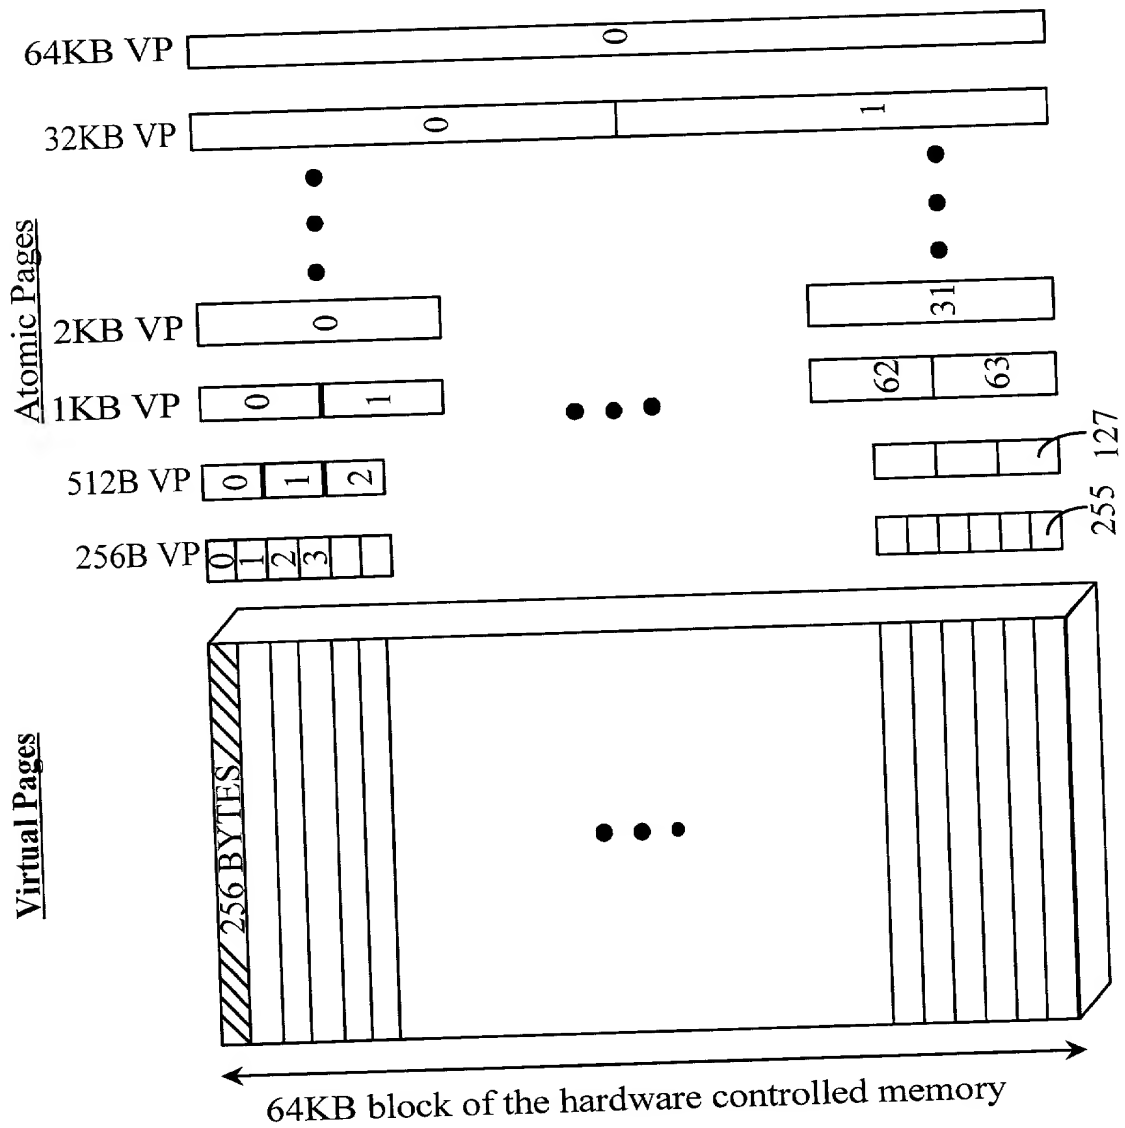 64KB VP
0
32KB VP
0
1
Atomic Pages
2KB VP
0
31
1KB VP
0
1
62
63
512B VP
0
1
2
127
256B VP
0
1
2
3
255
Virtual Pages
256 BYTES
64KB block of the hardware controlled memory